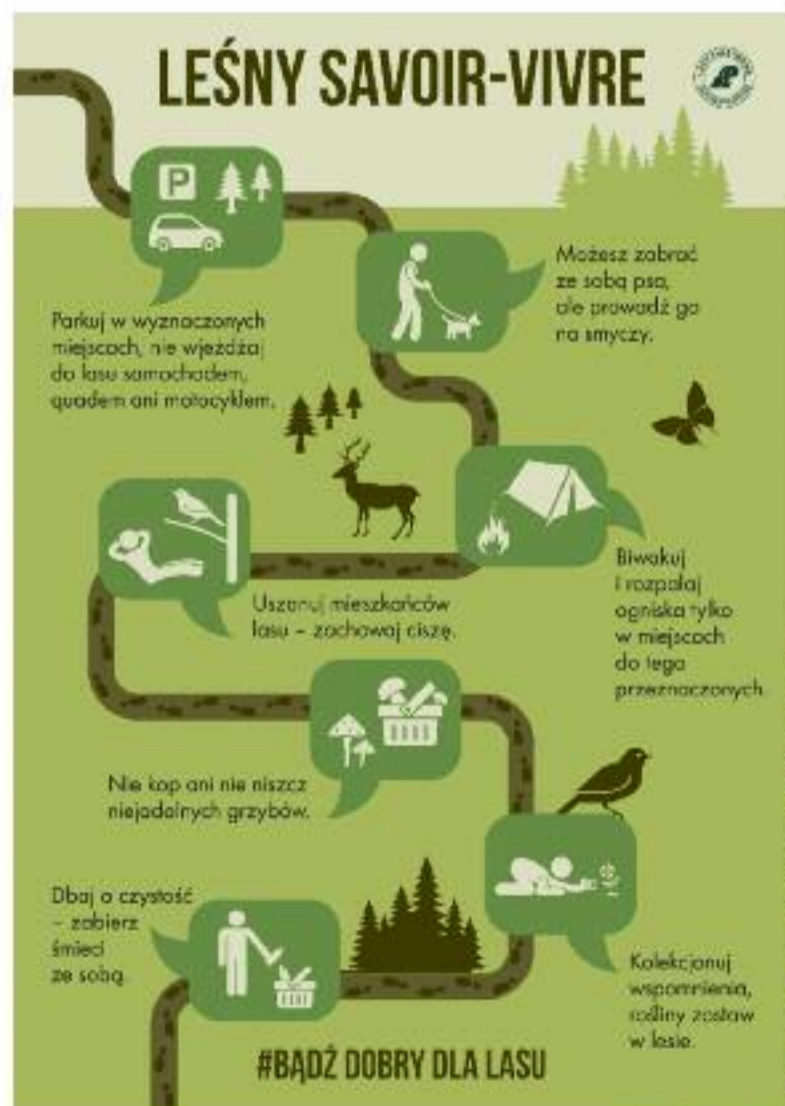 LEŚNY SAVOIR-VIVRE
P
Parkuj w wyznaczonych
miejscach, nie wjeżdżaj
do lasu samochodem,
quadem ani motocyklem.
Możesz zabrać
ze sobą psa,
ale prowadź go
na smyczy.
Biwakuj
i rozpalaj
ogniska tylko
w miejscach
do tego
przeznaczonych.
Uszanuj mieszkańców
lasu – zachowaj ciszę.
Nie kop ani nie niszcz
niejadalnych grzybów.
Kolekcjonuj
wspomnienia,
rośliny zostaw
w lesie.
Dbaj o czystość
– zabierz
śmieci
ze sobą.
#BĄDŹ DOBRY DLA LASU